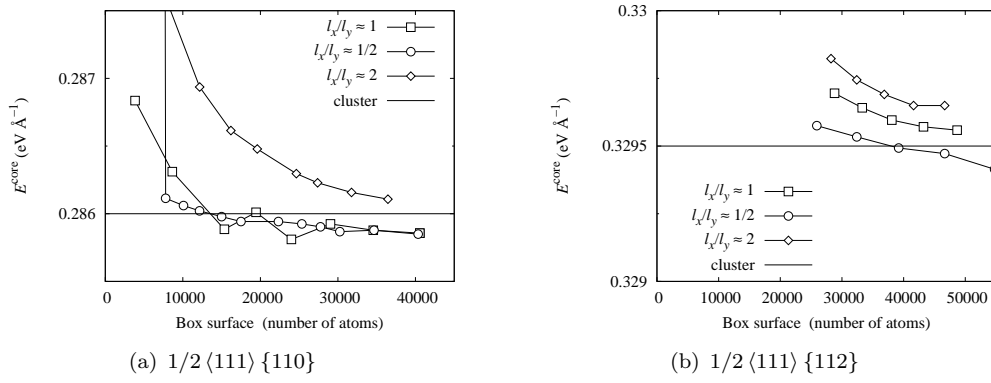 0.287
0.286
E^core (eV Å⁻¹)
l_x/l_y ≈ 1
l_x/l_y ≈ 1/2
l_x/l_y ≈ 2
cluster
0 10000 20000 30000 40000
Box surface (number of atoms)
(a) 1/2 ⟨111⟩ {110}
0.33
0.3295
0.329
E^core (eV Å⁻¹)
l_x/l_y ≈ 1
l_x/l_y ≈ 1/2
l_x/l_y ≈ 2
cluster
0 10000 20000 30000 40000 50000
Box surface (number of atoms)
(b) 1/2 ⟨111⟩ {112}